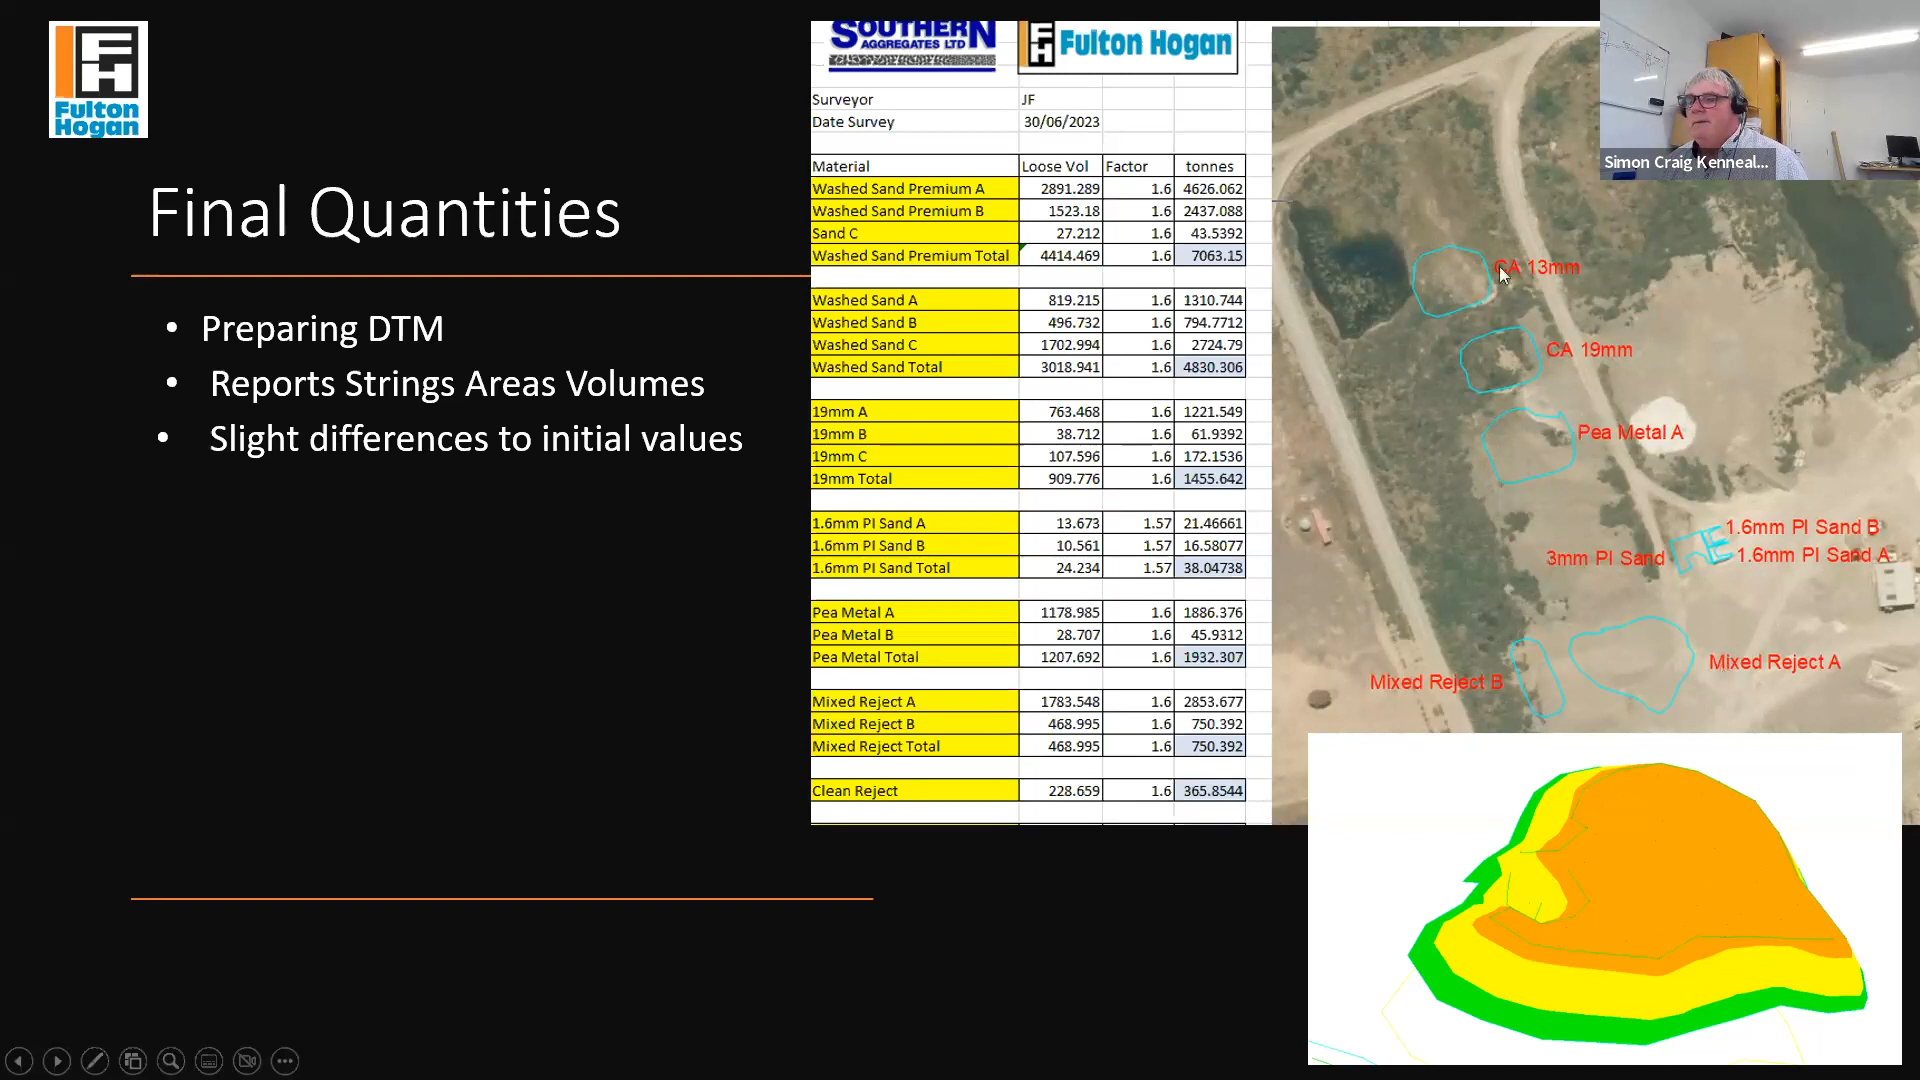 Fulton
Hogan
Final Quantities
• Preparing DTM
• Reports Strings Areas Volumes
• Slight differences to initial values
SOUTHERN
AGGREGATES LTD
Fulton Hogan
Surveyor JF
Date Survey 30/06/2023
Material Loose Vol Factor tonnes
Washed Sand Premium A 2891.289 1.6 4626.062
Washed Sand Premium B 1523.18 1.6 2437.088
Sand C 27.212 1.6 43.5392
Washed Sand Premium Total 4414.469 1.6 7063.15
Washed Sand A 819.215 1.6 1310.744
Washed Sand B 496.732 1.6 794.7712
Washed Sand C 1702.994 1.6 2724.79
Washed Sand Total 3018.941 1.6 4830.306
19mm A 763.468 1.6 1221.549
19mm B 38.712 1.6 61.9392
19mm C 107.596 1.6 172.1536
19mm Total 909.776 1.6 1455.642
1.6mm PI Sand A 13.673 1.57 21.46661
1.6mm PI Sand B 10.561 1.57 16.58077
1.6mm PI Sand Total 24.234 1.57 38.04738
Pea Metal A 1178.985 1.6 1886.376
Pea Metal B 28.707 1.6 45.9312
Pea Metal Total 1207.692 1.6 1932.307
Mixed Reject A 1783.548 1.6 2853.677
Mixed Reject B 468.995 1.6 750.392
Mixed Reject Total 468.995 1.6 750.392
Clean Reject 228.659 1.6 365.8544
CA 13mm
CA 19mm
Pea Metal A
1.6mm PI Sand B
3mm PI Sand
1.6mm PI Sand A
Mixed Reject A
Mixed Reject B
Simon Craig Kenneal...